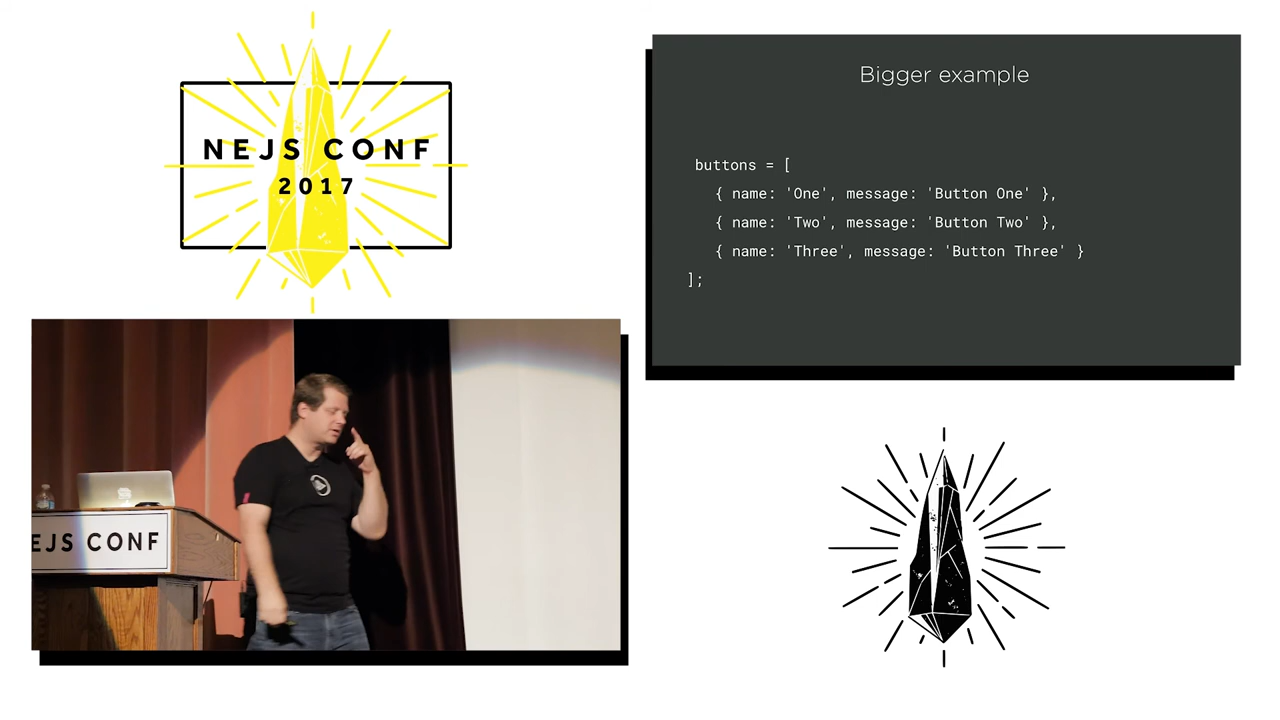 NEJS CONF
2017
Bigger example
buttons = [
{ name: 'One', message: 'Button One' },
{ name: 'Two', message: 'Button Two' },
{ name: 'Three', message: 'Button Three' }
];
EJS CONF